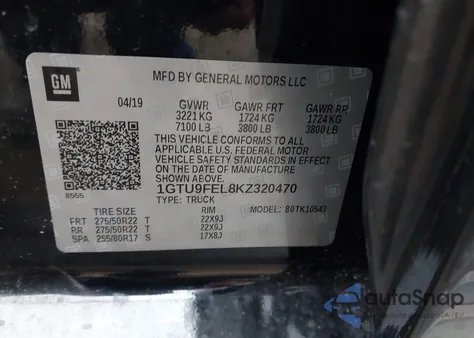 GM
MFD BY GENERAL MOTORS LLC
04/19 GVWR GAWR FRT GAWR RR
3221 KG 1724 KG 1724 KG
7100 LB 3800 LB 3800 LB
THIS VEHICLE CONFORMS TO ALL
APPLICABLE U.S. FEDERAL MOTOR
VEHICLE SAFETY STANDARDS IN EFFECT
ON THE DATE OF MANUFACTURE
SHOWN ABOVE.
1GTU9FEL8KZ320470
8555 TYPE: TRUCK MODEL: B0TK10543
TIRE SIZE RIM
FRT 275/50R22 T 22X9J
RR 275/50R22 T 22X9J
SPA 255/80R17 S 17X8J
autaSnap